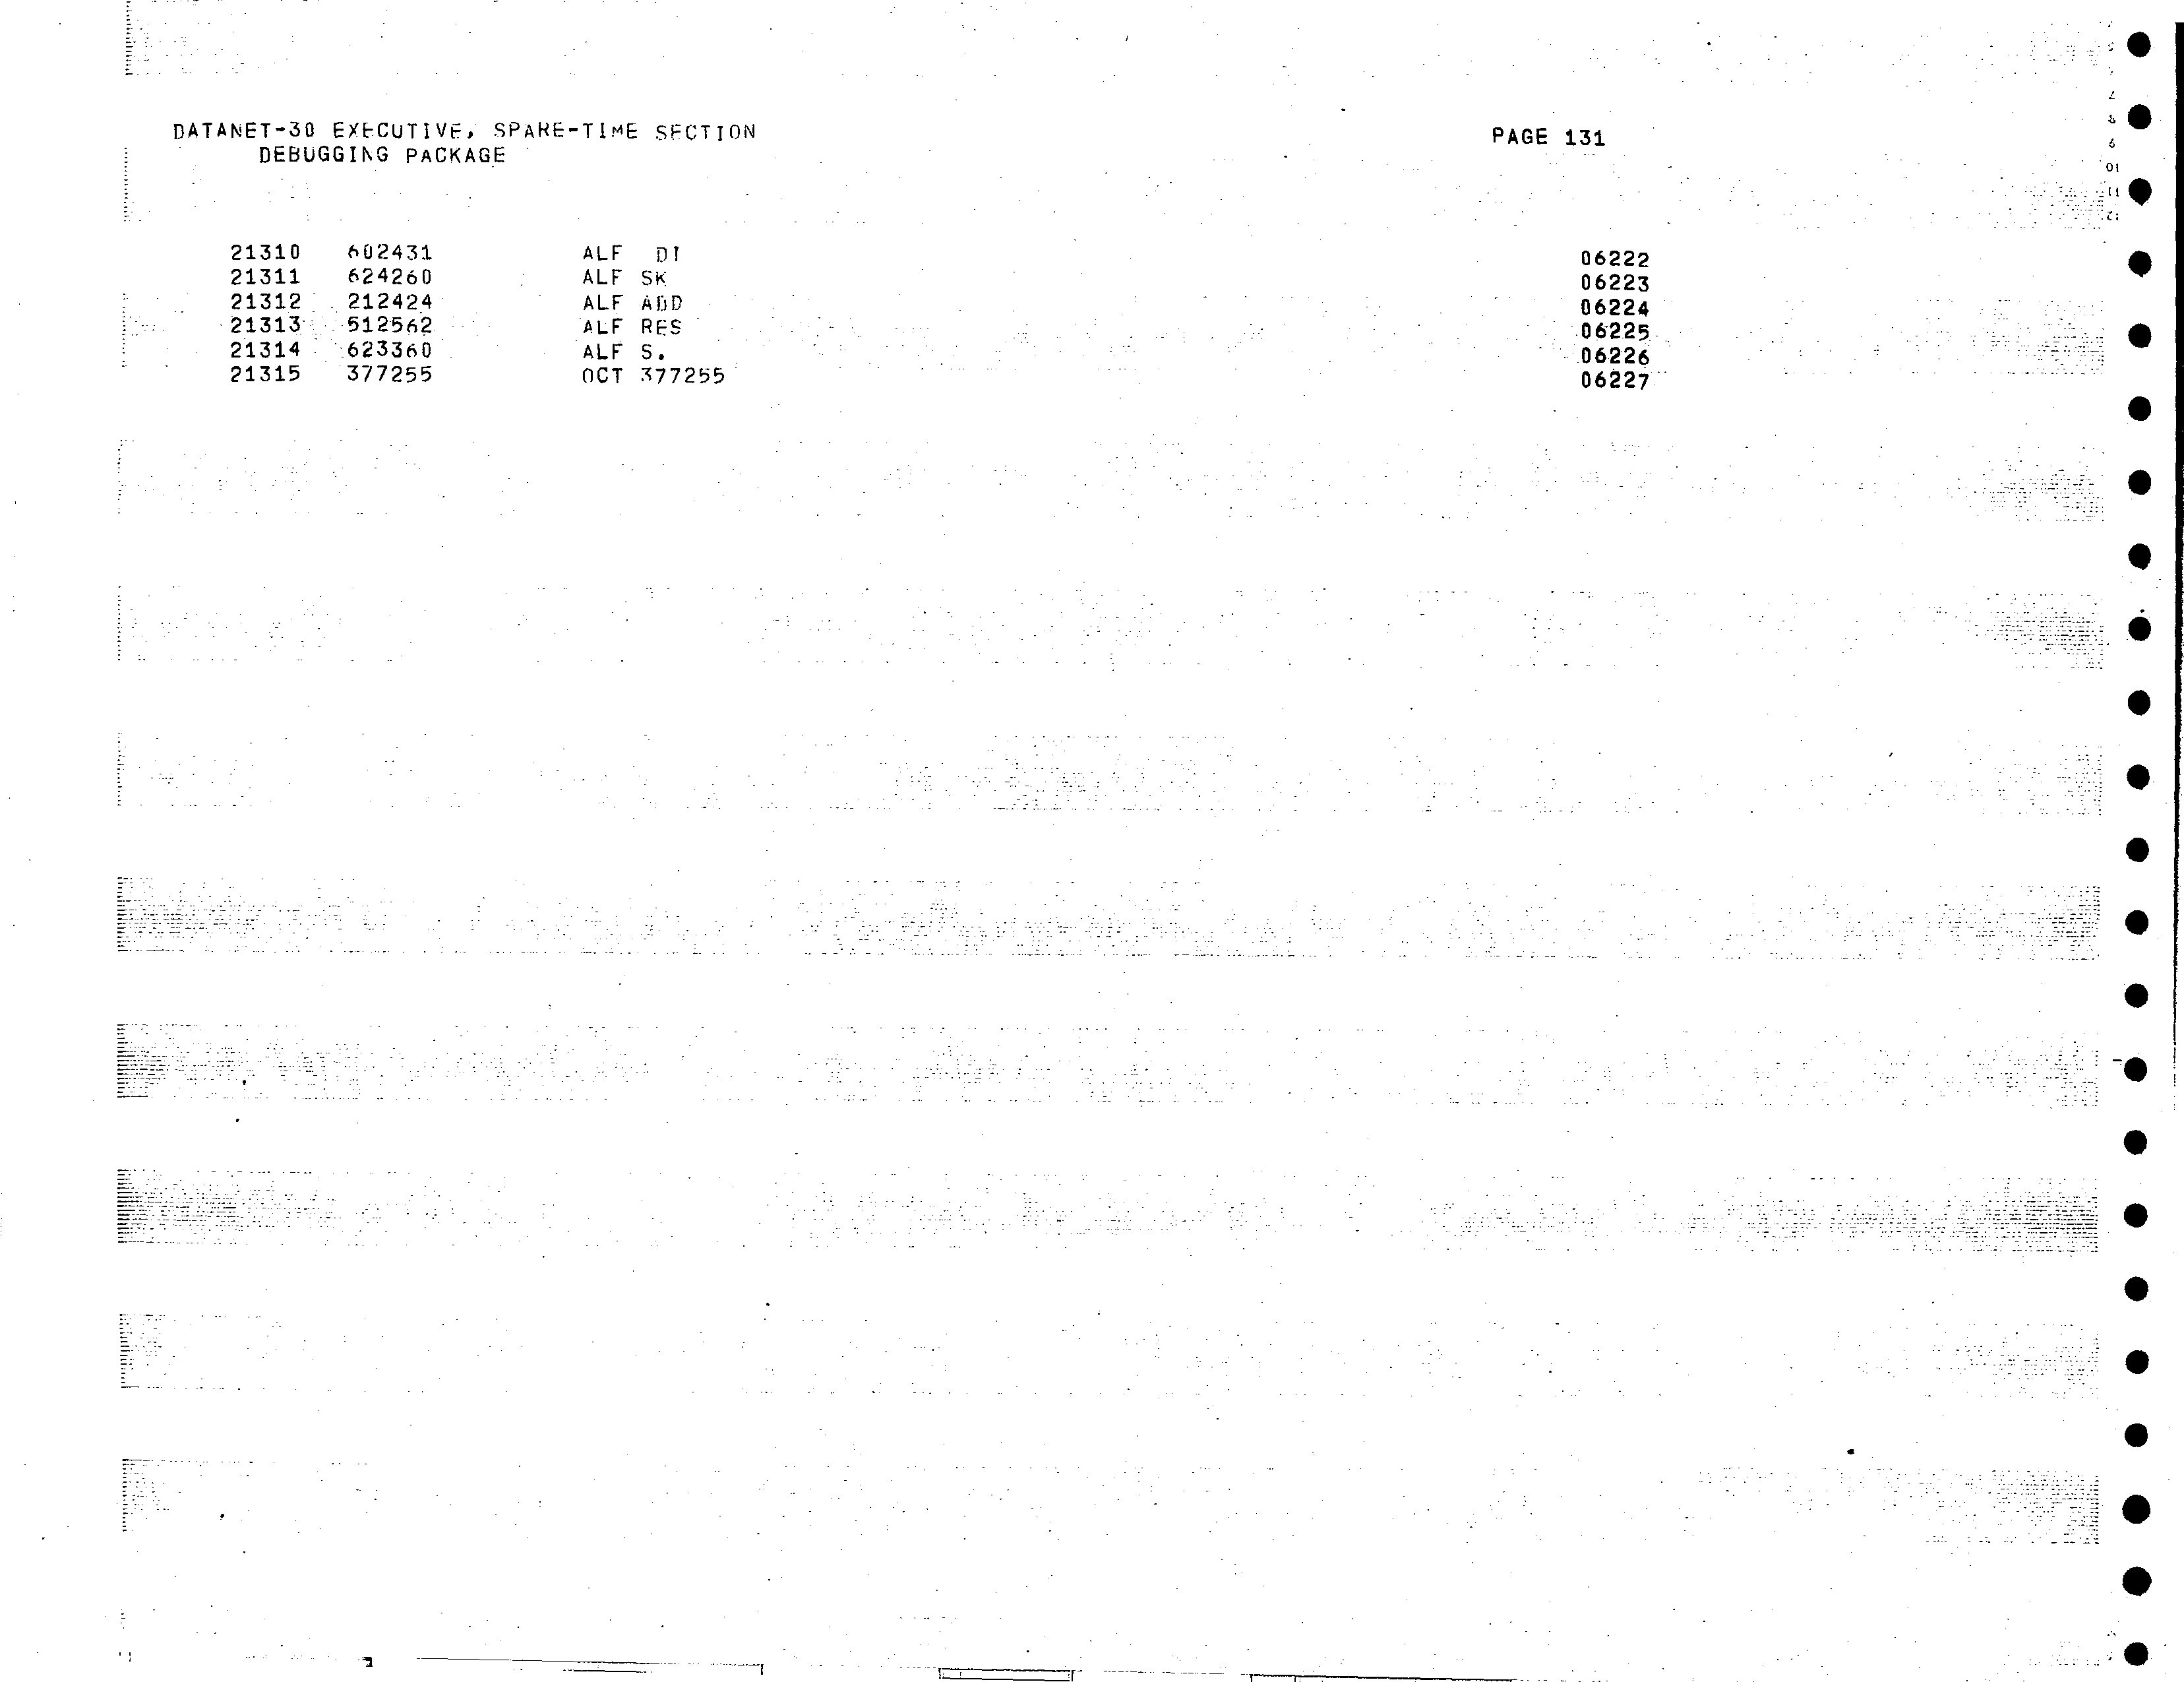 DATANET-30 EXECUTIVE, SPARE-TIME SECTION PAGE 131
DEBUGGING PACKAGE
21310 602431 ALF  DI 06222
21311 624260 ALF SK 06223
21312 212424 ALF ADD 06224
21313 512562 ALF RES 06225
21314 623360 ALF S. 06226
21315 377255 OCT 377255 06227